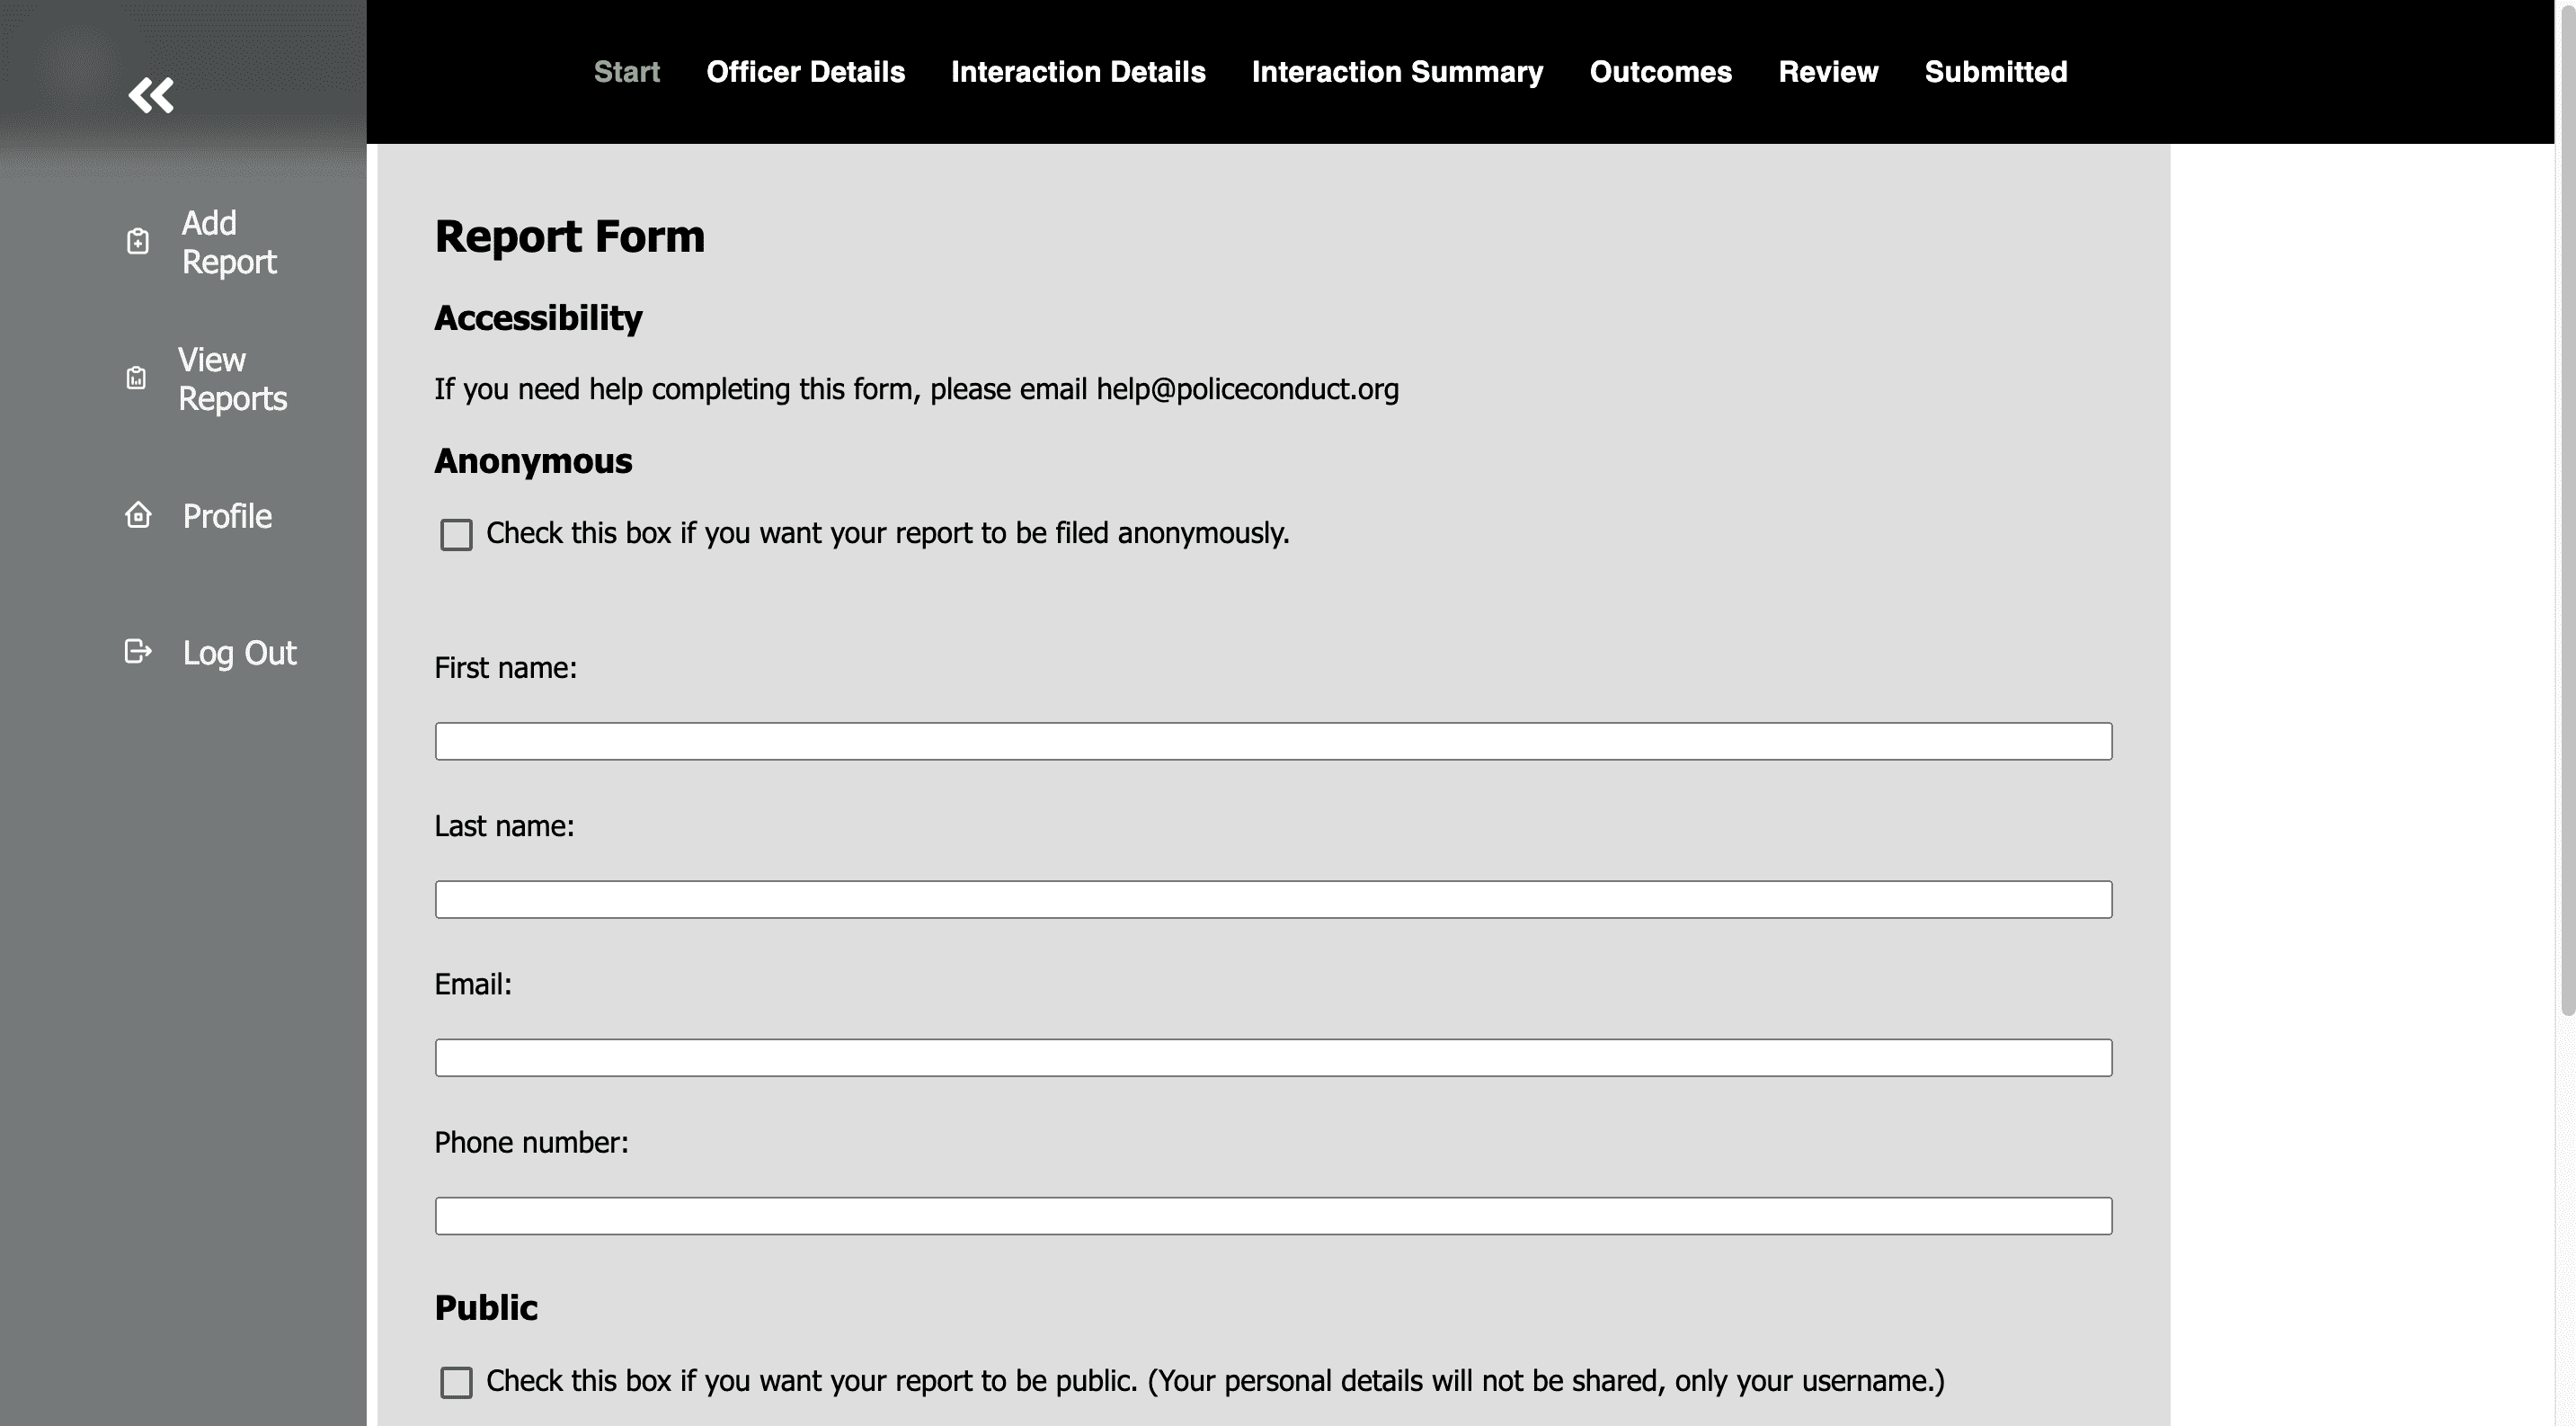 Start Officer Details Interaction Details Interaction Summary Outcomes Review Submitted
Add
Report
View
Reports
Profile
Log Out
Report Form
Accessibility
If you need help completing this form, please email help@policeconduct.org
Anonymous
Check this box if you want your report to be filed anonymously.
First name:
Last name:
Email:
Phone number:
Public
Check this box if you want your report to be public. (Your personal details will not be shared, only your username.)